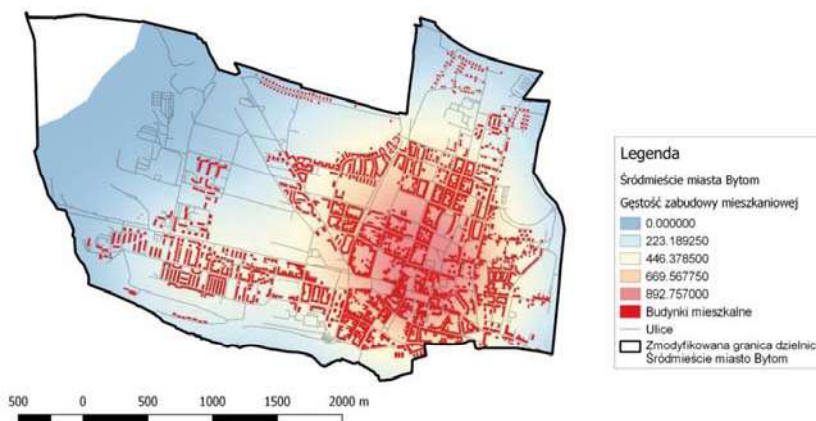 Legenda
Śródmieście miasta Bytom
Gęstość zabudowy mieszkaniowej
0.000000
223.189250
446.378500
669.567750
892.757000
Budynki mieszkalne
Ulice
Zmodyfikowana granica dzielnic
Śródmieście miasto Bytom
500 0 500 1000 1500 2000 m